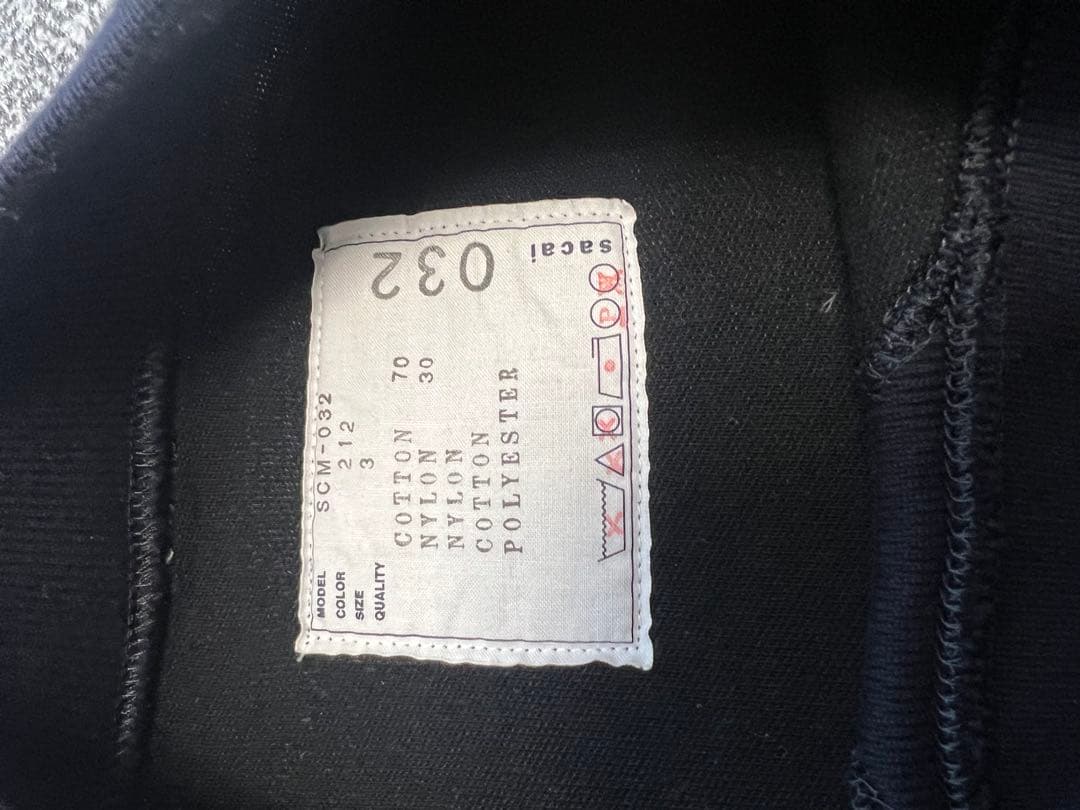 MODEL SCM-032
COLOR 212
SIZE 3
QUALITY
COTTON 70
NYLON 30
NYLON
COTTON
POLYESTER
032
sacai
P